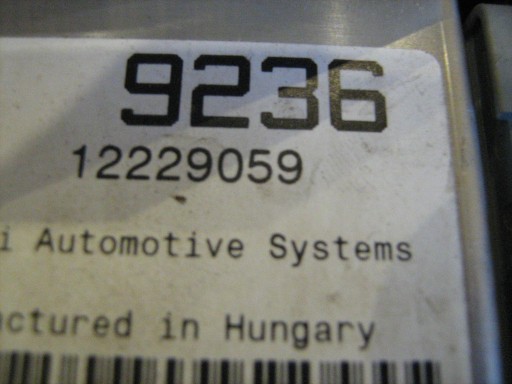 9236
12229059
i Automotive Systems
ctured in Hungary